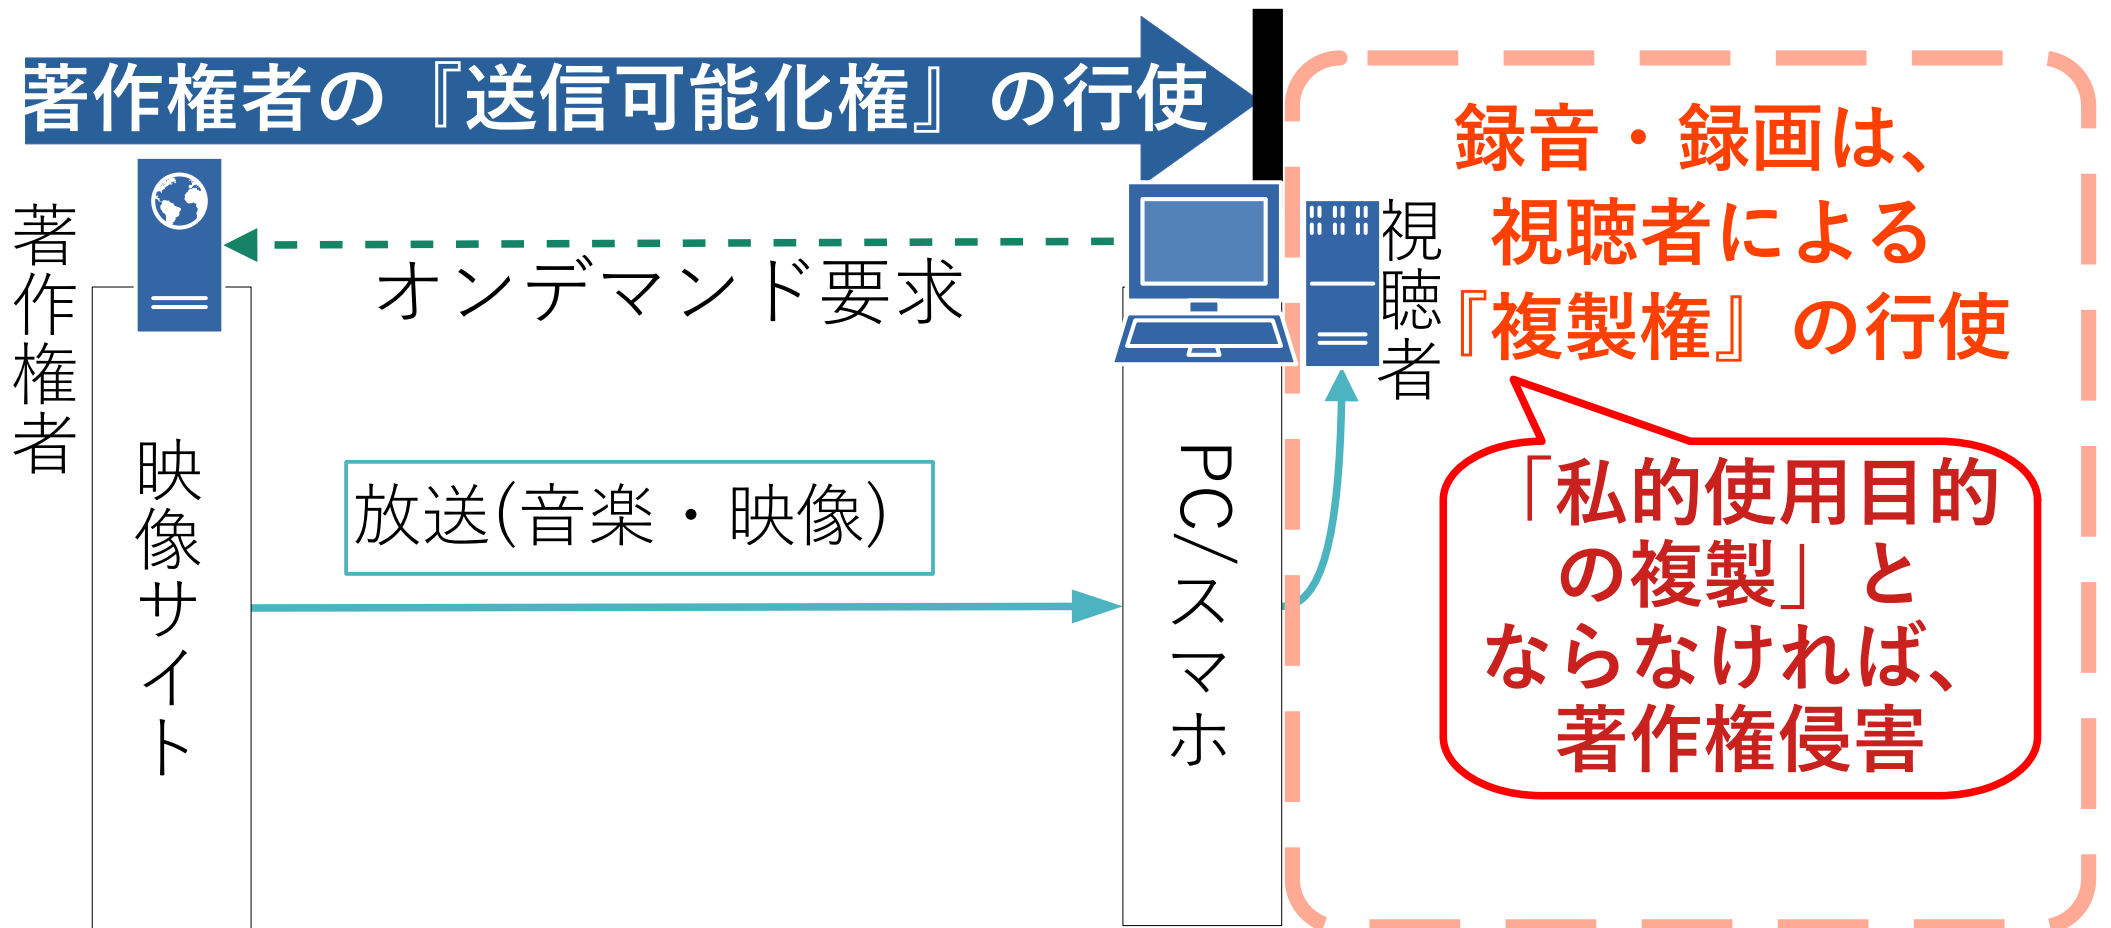 著作権者の『送信可能化権』の行使
録音・録画は、
視聴者による
『複製権』の行使
著作権者
オンデマンド要求
視聴者
映像サイト
放送(音楽・映像)
PC/スマホ
「私的使用目的
の複製」と
ならなければ、
著作権侵害